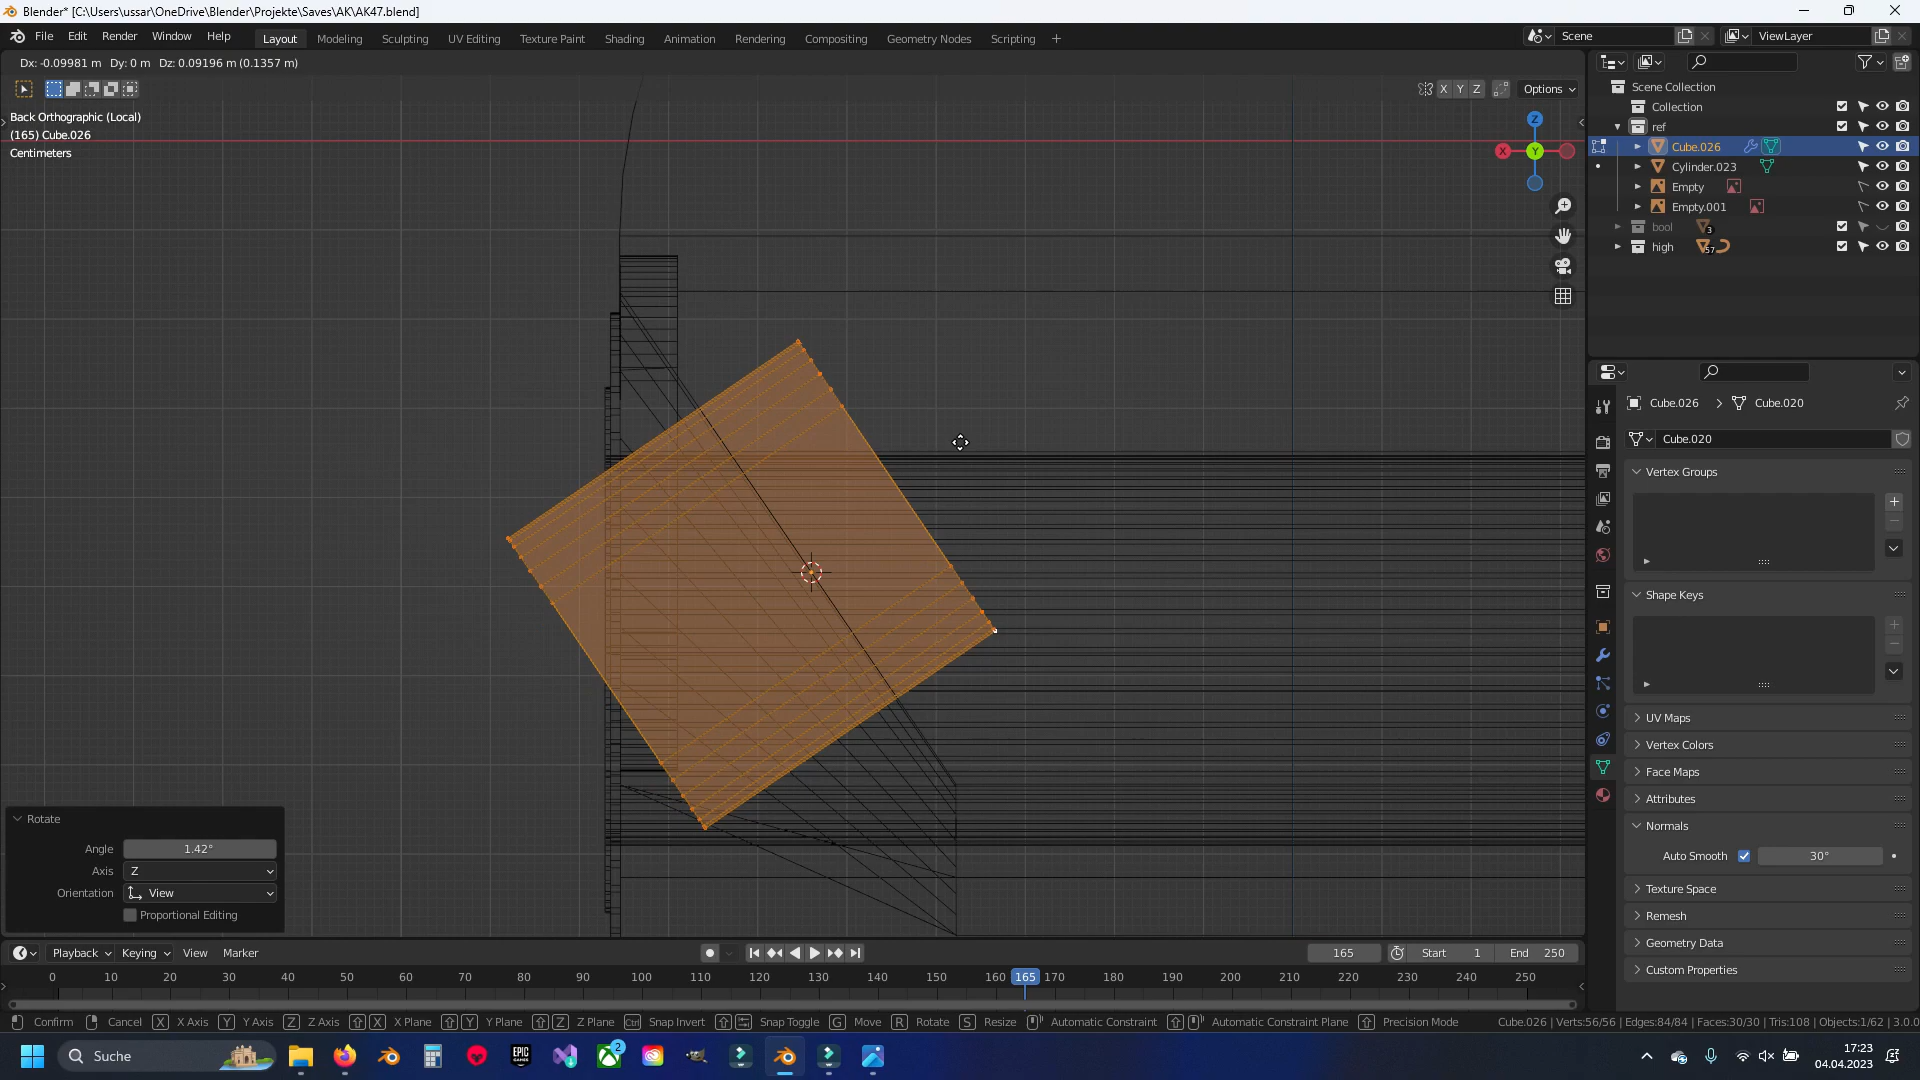 Blender* [C:\Users\ussar\OneDrive\Blender\Projekte\Saves\AK\AK47.blend]
File Edit Render Window Help Layout Modeling Sculpting UV Editing Texture Paint Shading Animation Rendering Compositing Geometry Nodes Scripting + Scene ViewLayer
Dx: -0.09981 m Dy: 0 m Dz: 0.09196 m (0.1357 m)
X Y Z Options
Back Orthographic (Local)
(165) Cube.026
Centimeters
Z
X Y
Scene Collection
Collection
ref
Cube.026
Cylinder.023
Empty
Empty.001
bool 3
high 57
Cube.026 > Cube.020
Cube.020
Vertex Groups
Shape Keys
UV Maps
Vertex Colors
Face Maps
Attributes
Normals
Auto Smooth 30°
Texture Space
Remesh
Geometry Data
Custom Properties
Rotate
Angle 1.42°
Axis Z
Orientation View
Proportional Editing
Playback Keying View Marker 165 Start 1 End 250
0 10 20 30 40 50 60 70 80 90 100 110 120 130 140 150 160 165 170 180 190 200 210 220 230 240 250
Confirm Cancel X X Axis Y Y Axis Z Z Axis X X Plane Y Y Plane Z Z Plane Ctrl Snap Invert Snap Toggle G Move R Rotate S Resize Automatic Constraint Automatic Constraint Plane Precision Mode Cube.026 | Verts:56/56 | Edges:84/84 | Faces:30/30 | Tris:108 | Objects:1/62 | 3.0.0
Suche EPIC GAMES 2
17:23
04.04.2023